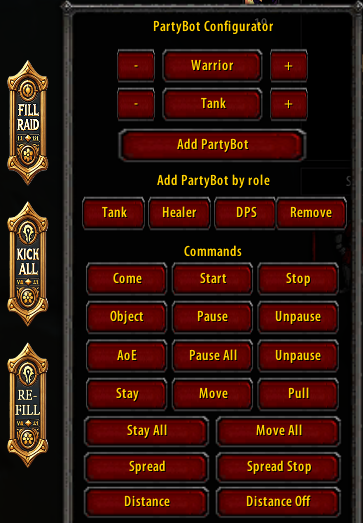 PartyBot Configurator
- Warrior +
- Tank +
Add PartyBot
Add PartyBot by role
Tank Healer DPS Remove
Commands
Come Start Stop
Object Pause Unpause
AoE Pause All Unpause
Stay Move Pull
Stay All Move All
Spread Spread Stop
Distance Distance Off
FILL
RAID
KICK
ALL
RE-
FILL